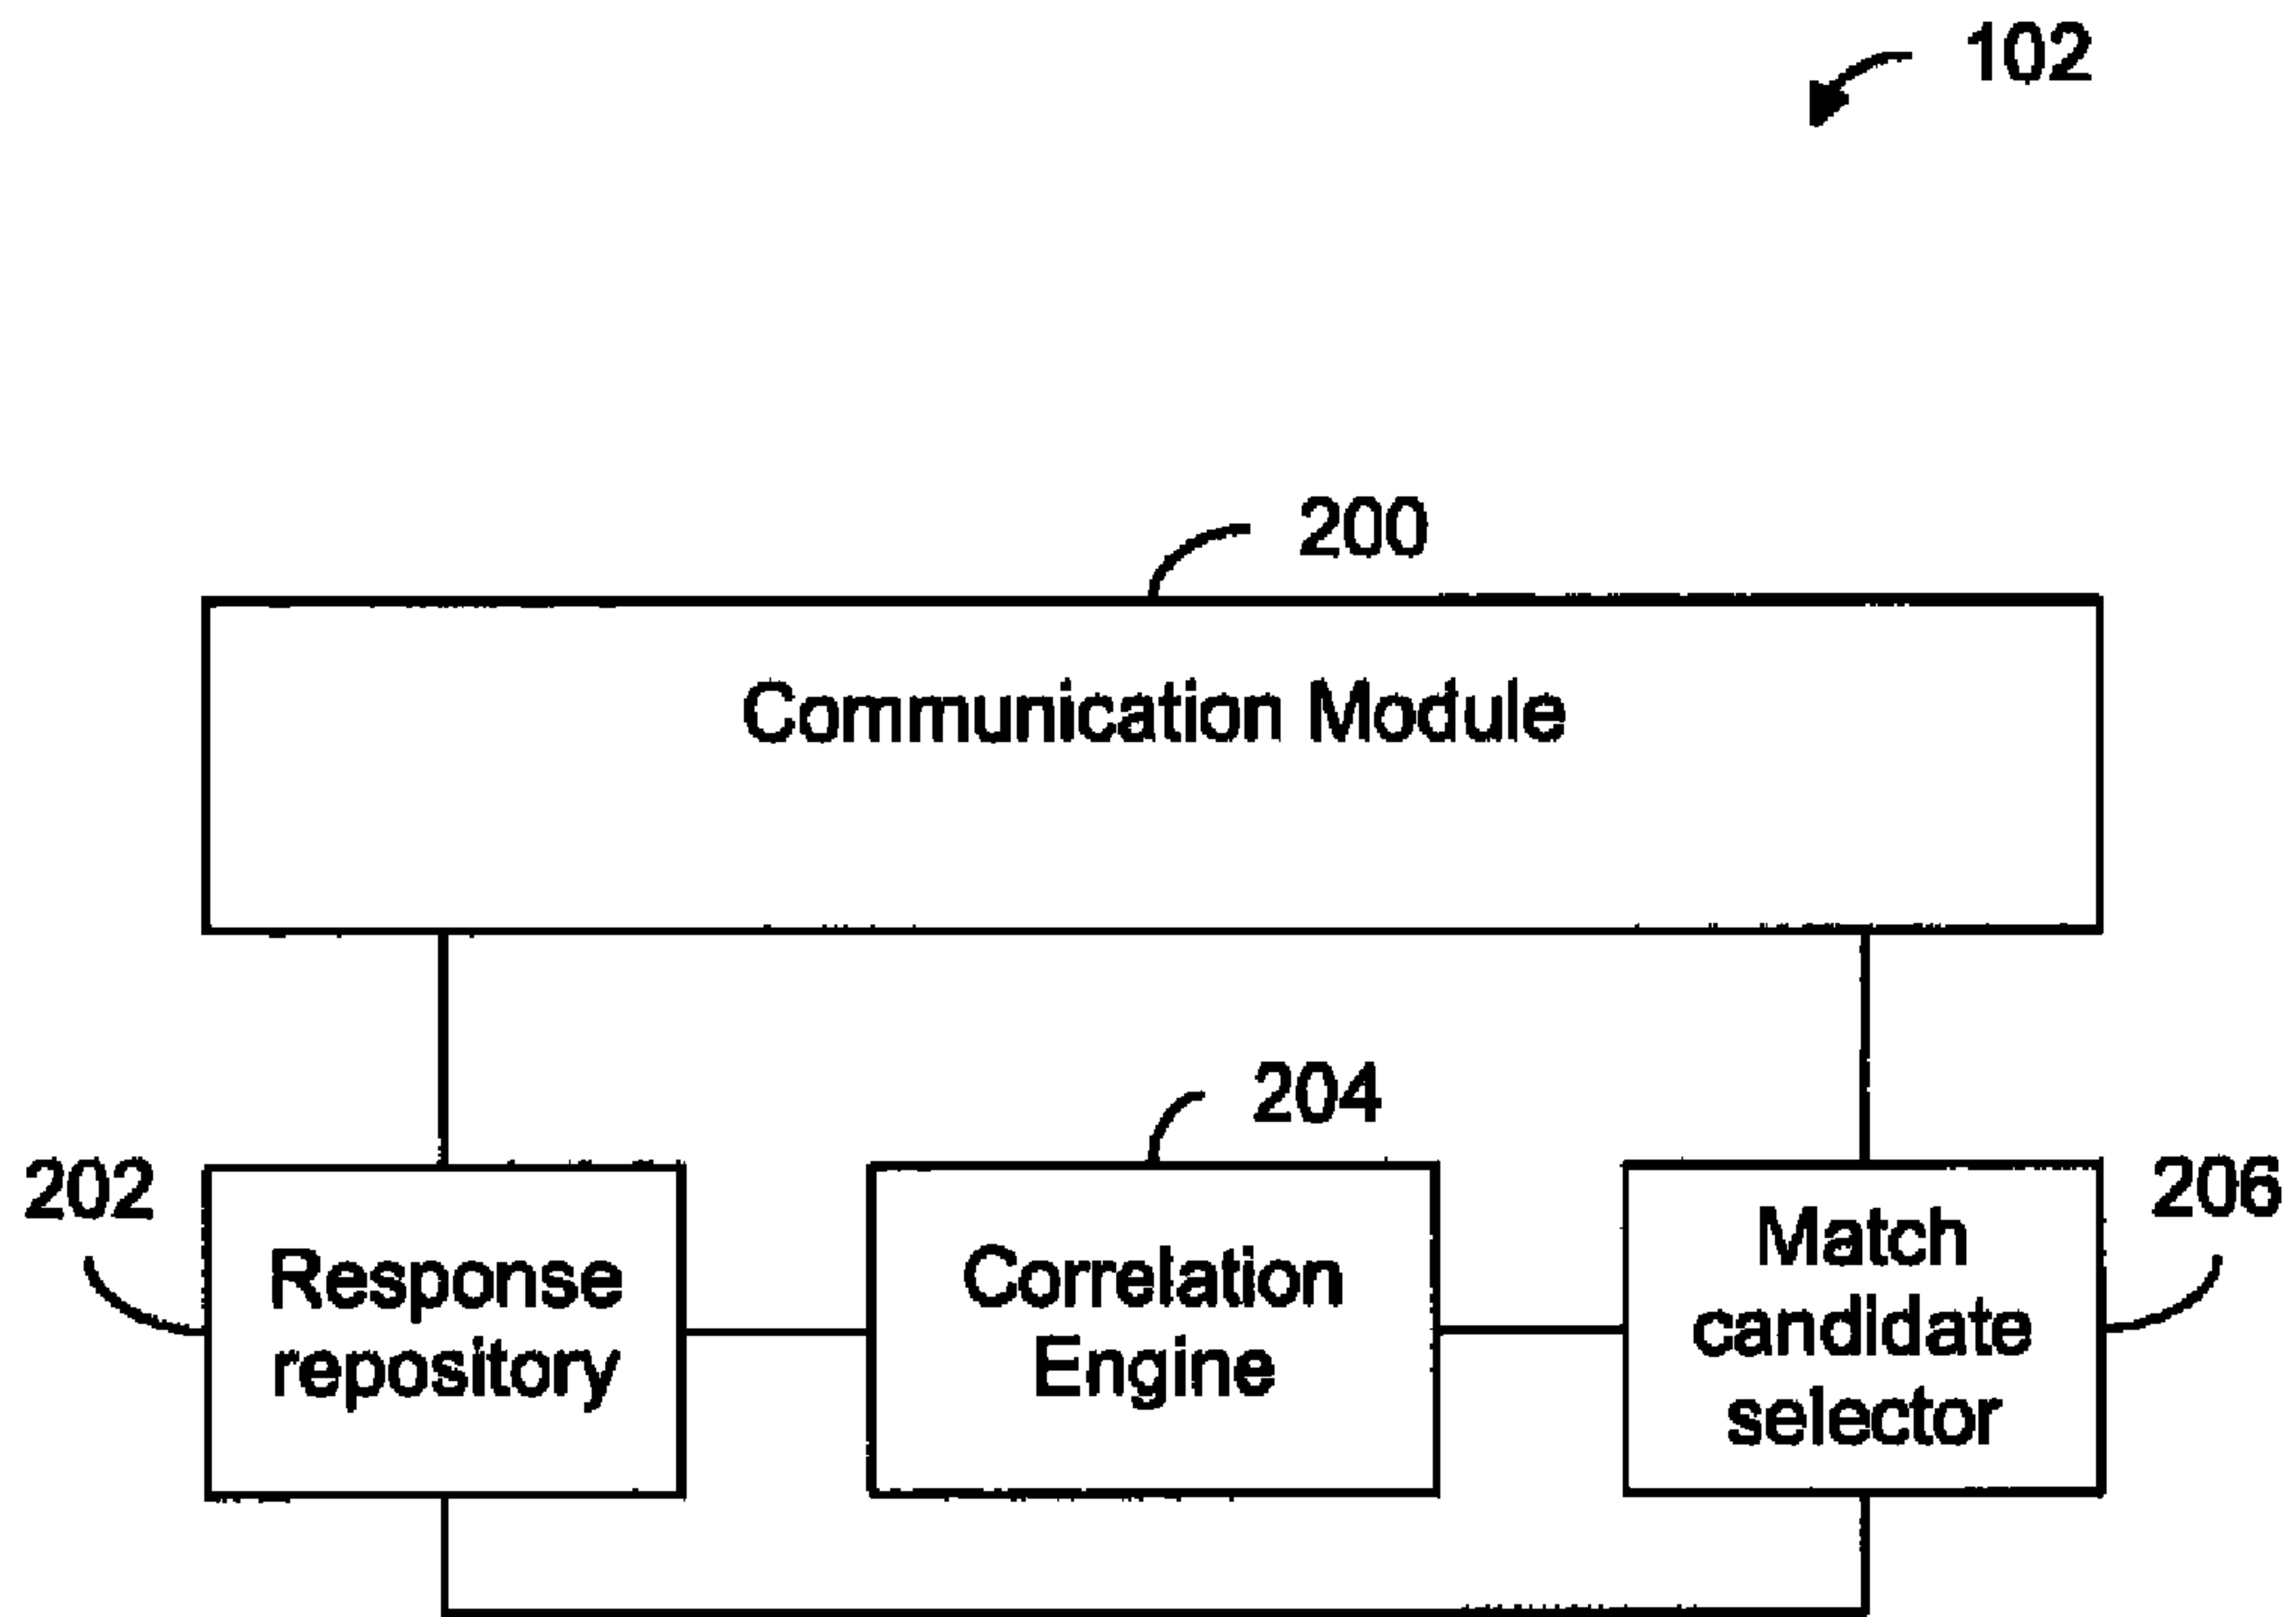 102
200
Communication Module
204
202
206
Response
repository
Correlation
Engine
Match
candidate
selector